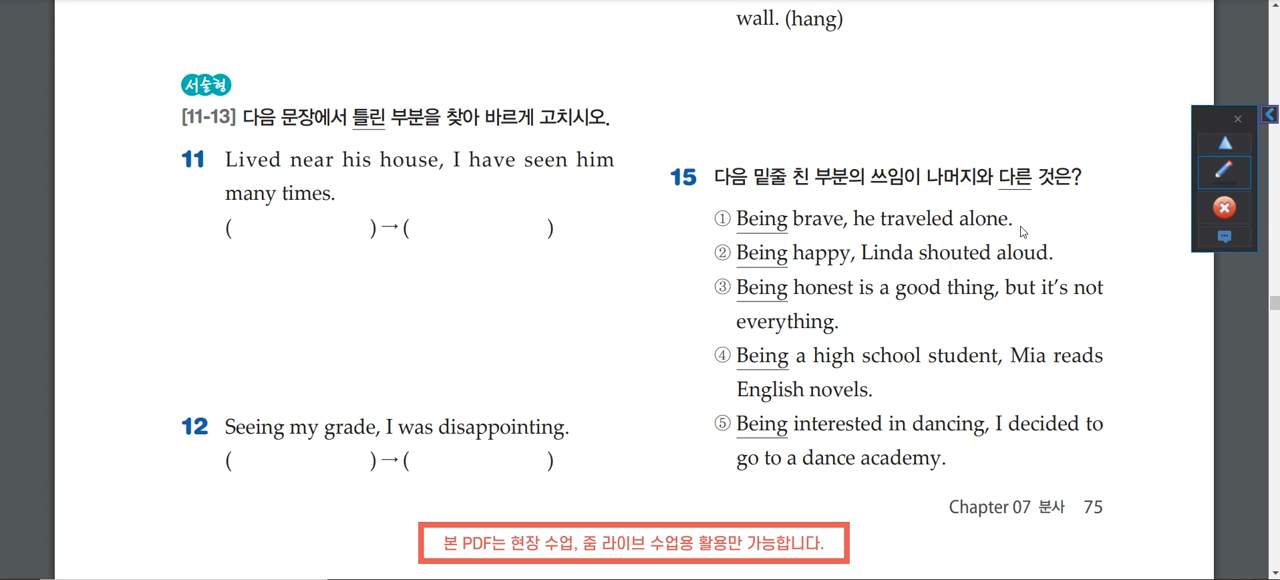 wall. (hang)
서술형
[11-13] 다음 문장에서 틀린 부분을 찾아 바르게 고치시오.
11 Lived near his house, I have seen him
many times.
( ) → ( )
12 Seeing my grade, I was disappointing.
( ) → ( )
15 다음 밑줄 친 부분의 쓰임이 나머지와 다른 것은?
① Being brave, he traveled alone.
② Being happy, Linda shouted aloud.
③ Being honest is a good thing, but it's not
everything.
④ Being a high school student, Mia reads
English novels.
⑤ Being interested in dancing, I decided to
go to a dance academy.
Chapter 07 분사 75
본 PDF는 현장 수업, 줌 라이브 수업용 활용만 가능합니다.